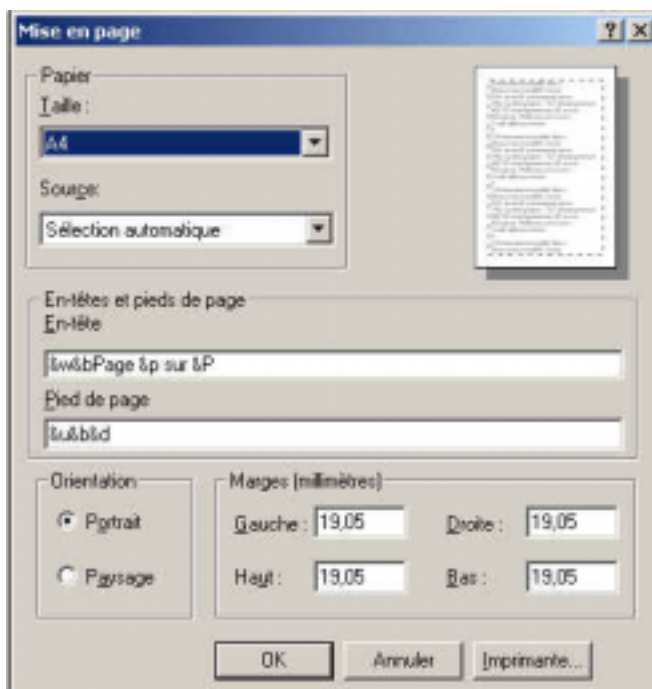 Mise en page
Papier
Taille :
A4
Source:
Sélection automatique
En-têtes et pieds de page
En-tête
&w&bPage &p sur &P
Pied de page
&u&b&d
Orientation
Portrait
Paysage
Marges (millimètres)
Gauche : 19,05 Droite : 19,05
Haut : 19,05 Bas : 19,05
OK Annuler Imprimante...